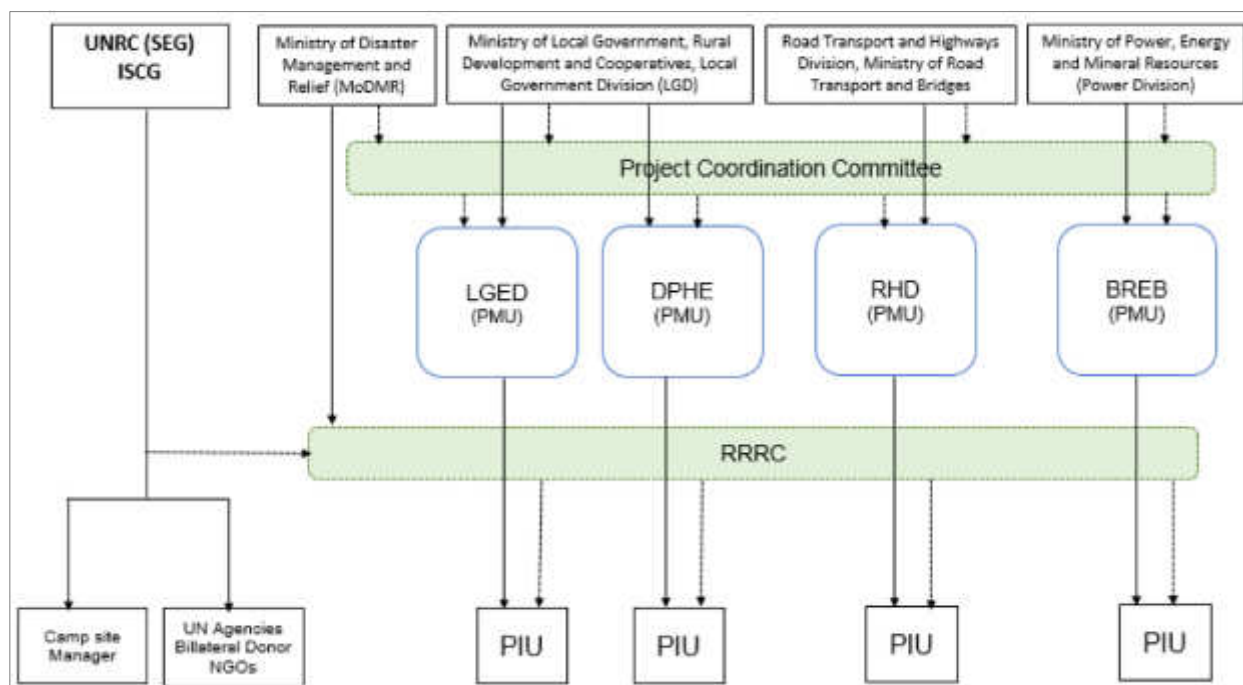 UNRC (SEG)
ISCG
Ministry of Disaster
Management and
Relief (MoDMR)
Ministry of Local Government, Rural
Development and Cooperatives, Local
Government Division (LGD)
Road Transport and Highways
Division, Ministry of Road
Transport and Bridges
Ministry of Power, Energy
and Mineral Resources
(Power Division)
Project Coordination Committee
LGED
(PMU)
DPHE
(PMU)
RHD
(PMU)
BREB
(PMU)
RRRC
Camp site
Manager
UN Agencies
Billateral Donor
NGOs
PIU
PIU
PIU
PIU